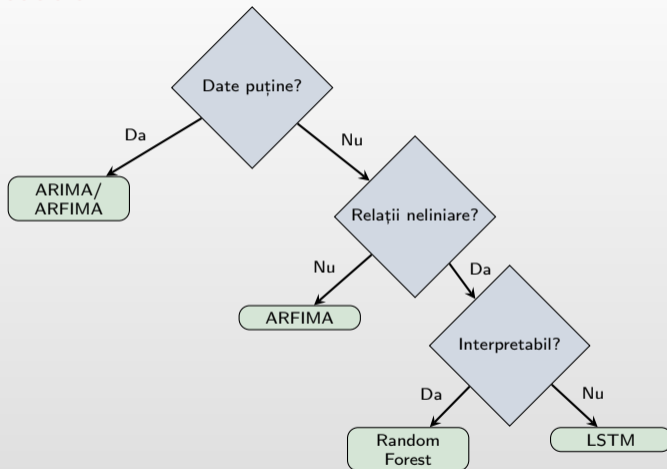 Date puține?
Da
Nu
ARIMA/
ARFIMA
Relații neliniare?
Nu
Da
ARFIMA
Interpretabil?
Da
Nu
Random
Forest
LSTM